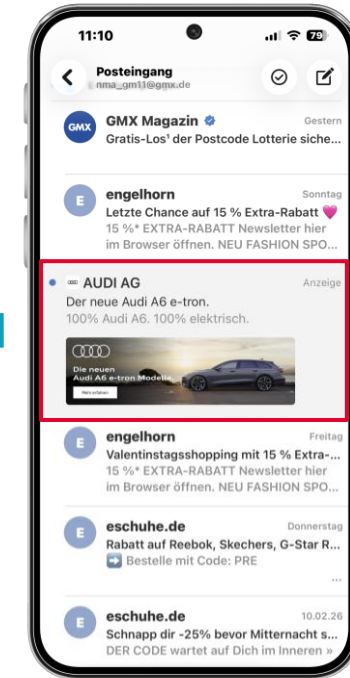 11:10
79
Posteingang
nma_gm11@gmx.de
GMX
GMX Magazin
Gestern
Gratis-Los¹ der Postcode Lotterie siche...
E
engelhorn
Sonntag
Letzte Chance auf 15 % Extra-Rabatt 💗
15 %* EXTRA-RABATT Newsletter hier
im Browser öffnen. NEU FASHION SPO...
AUDI AG
Anzeige
Der neue Audi A6 e-tron.
100% Audi A6. 100% elektrisch.
Die neuen
Audi A6 e-tron Modelle.
Mehr erfahren
E
engelhorn
Freitag
Valentinstagsshopping mit 15 % Extra-...
15 %* EXTRA-RABATT Newsletter hier
im Browser öffnen. NEU FASHION SPO...
E
eschuhe.de
Donnerstag
Rabatt auf Reebok, Skechers, G-Star R...
➡️ Bestelle mit Code: PRE
...
E
eschuhe.de
10.02.26
Schnapp dir -25% bevor Mitternacht s...
DER CODE wartet auf Dich im Inneren »